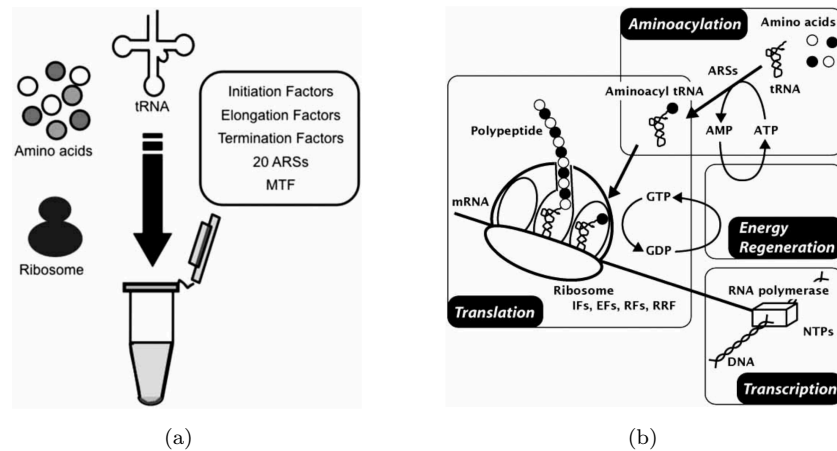 tRNA
Amino acids
Ribosome
Initiation Factors
Elongation Factors
Termination Factors
20 ARSs
MTF
(a)
Aminoacylation
Amino acids
ARSs
tRNA
Aminoacyl tRNA
AMP
ATP
Polypeptide
mRNA
GTP
GDP
Energy
Regeneration
Ribosome
IFs, EFs, RFs, RRF
Translation
RNA polymerase
NTPs
DNA
Transcription
(b)